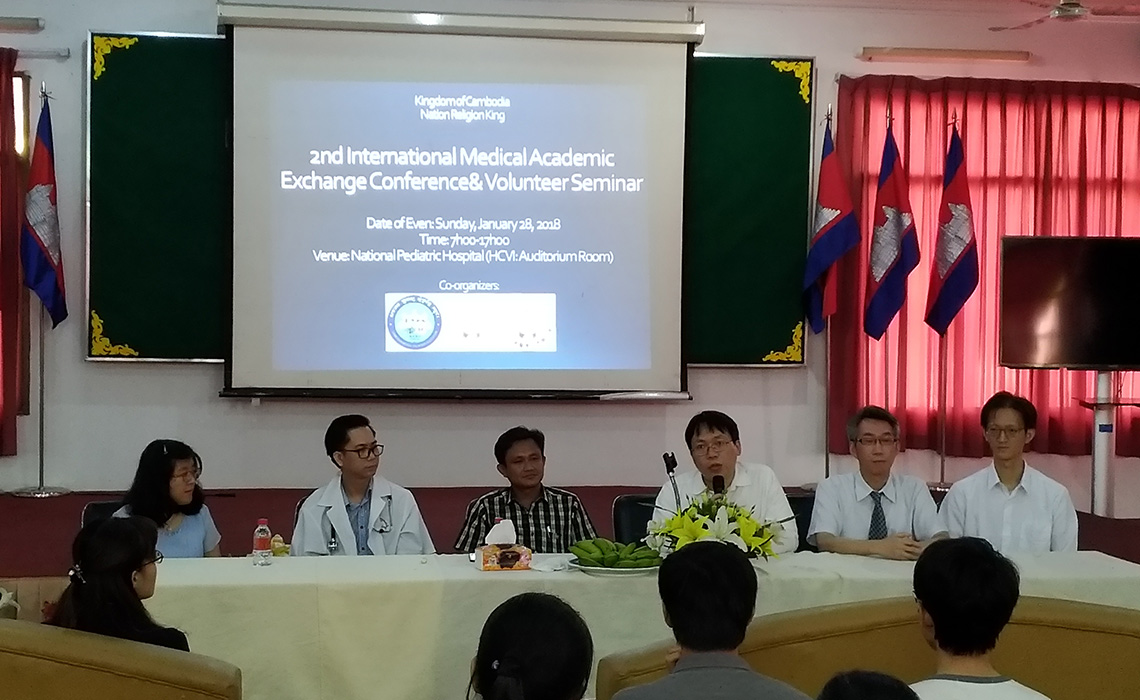 Kingdom of Cambodia
Nation Religion King
2nd International Medical Academic
Exchange Conference& Volunteer Seminar
Date of Even: Sunday, January 28, 2018
Time: 7h00-17h00
Venue: National Pediatric Hospital (HCVI: Auditorium Room)
Co-organizers: